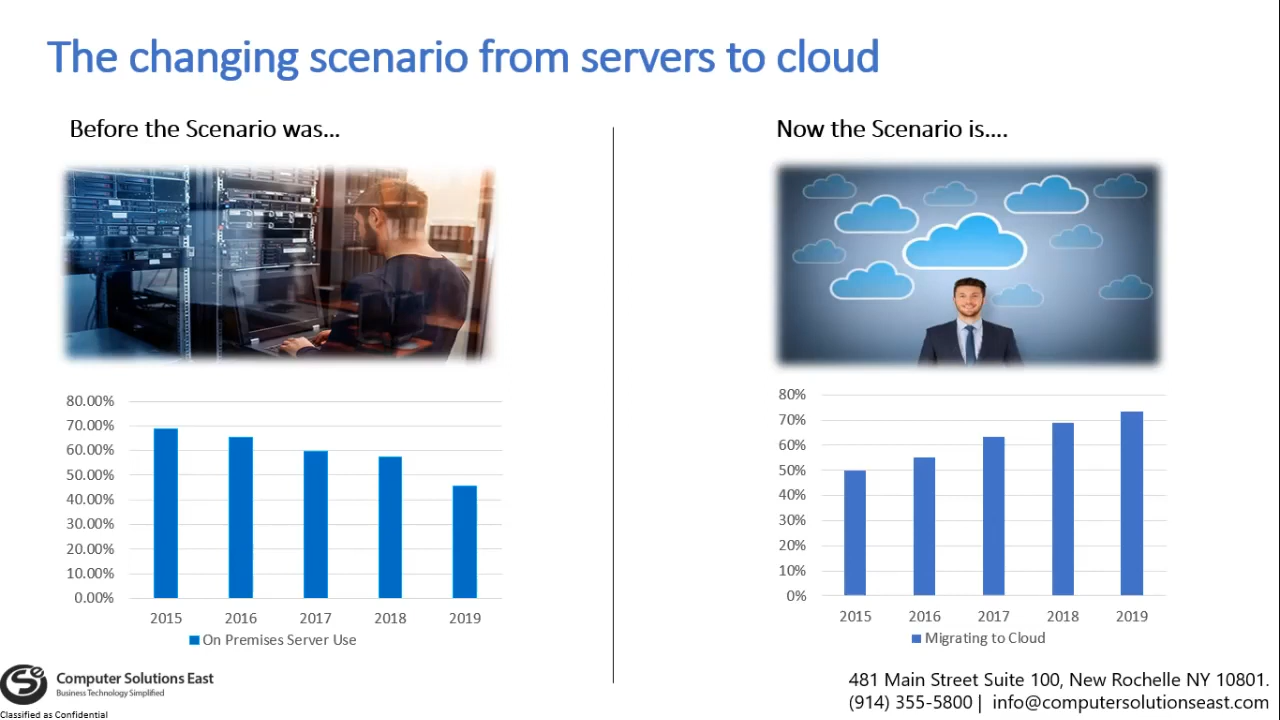 The changing scenario from servers to cloud
Before the Scenario was...
Now the Scenario is....
80.00%
70.00%
60.00%
50.00%
40.00%
30.00%
20.00%
10.00%
0.00%
2015 2016 2017 2018 2019
On Premises Server Use
80%
70%
60%
50%
40%
30%
20%
10%
0%
2015 2016 2017 2018 2019
Migrating to Cloud
Computer Solutions East
Business Technology Simplified
Classified as Confidential
481 Main Street Suite 100, New Rochelle NY 10801.
(914) 355-5800 | info@computersolutionseast.com